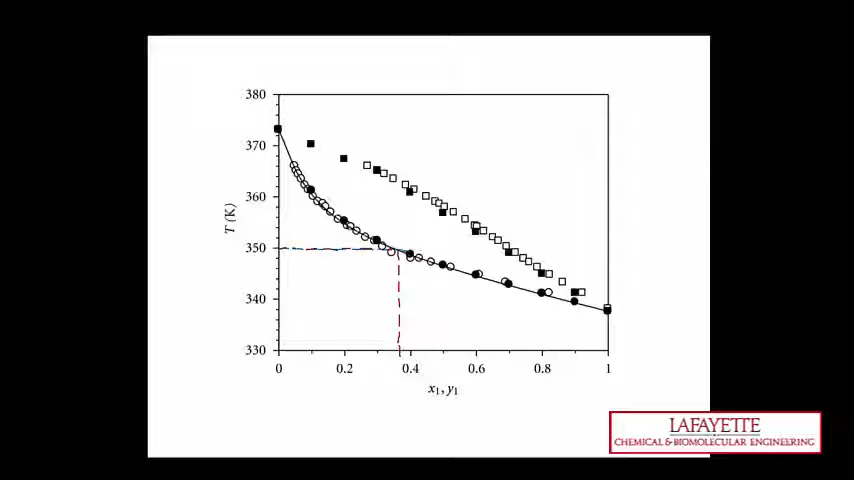 380
370
360
350
340
330
T (K)
0 0.2 0.4 0.6 0.8 1
x₁, y₁
LAFAYETTE
CHEMICAL & BIOMOLECULAR ENGINEERING